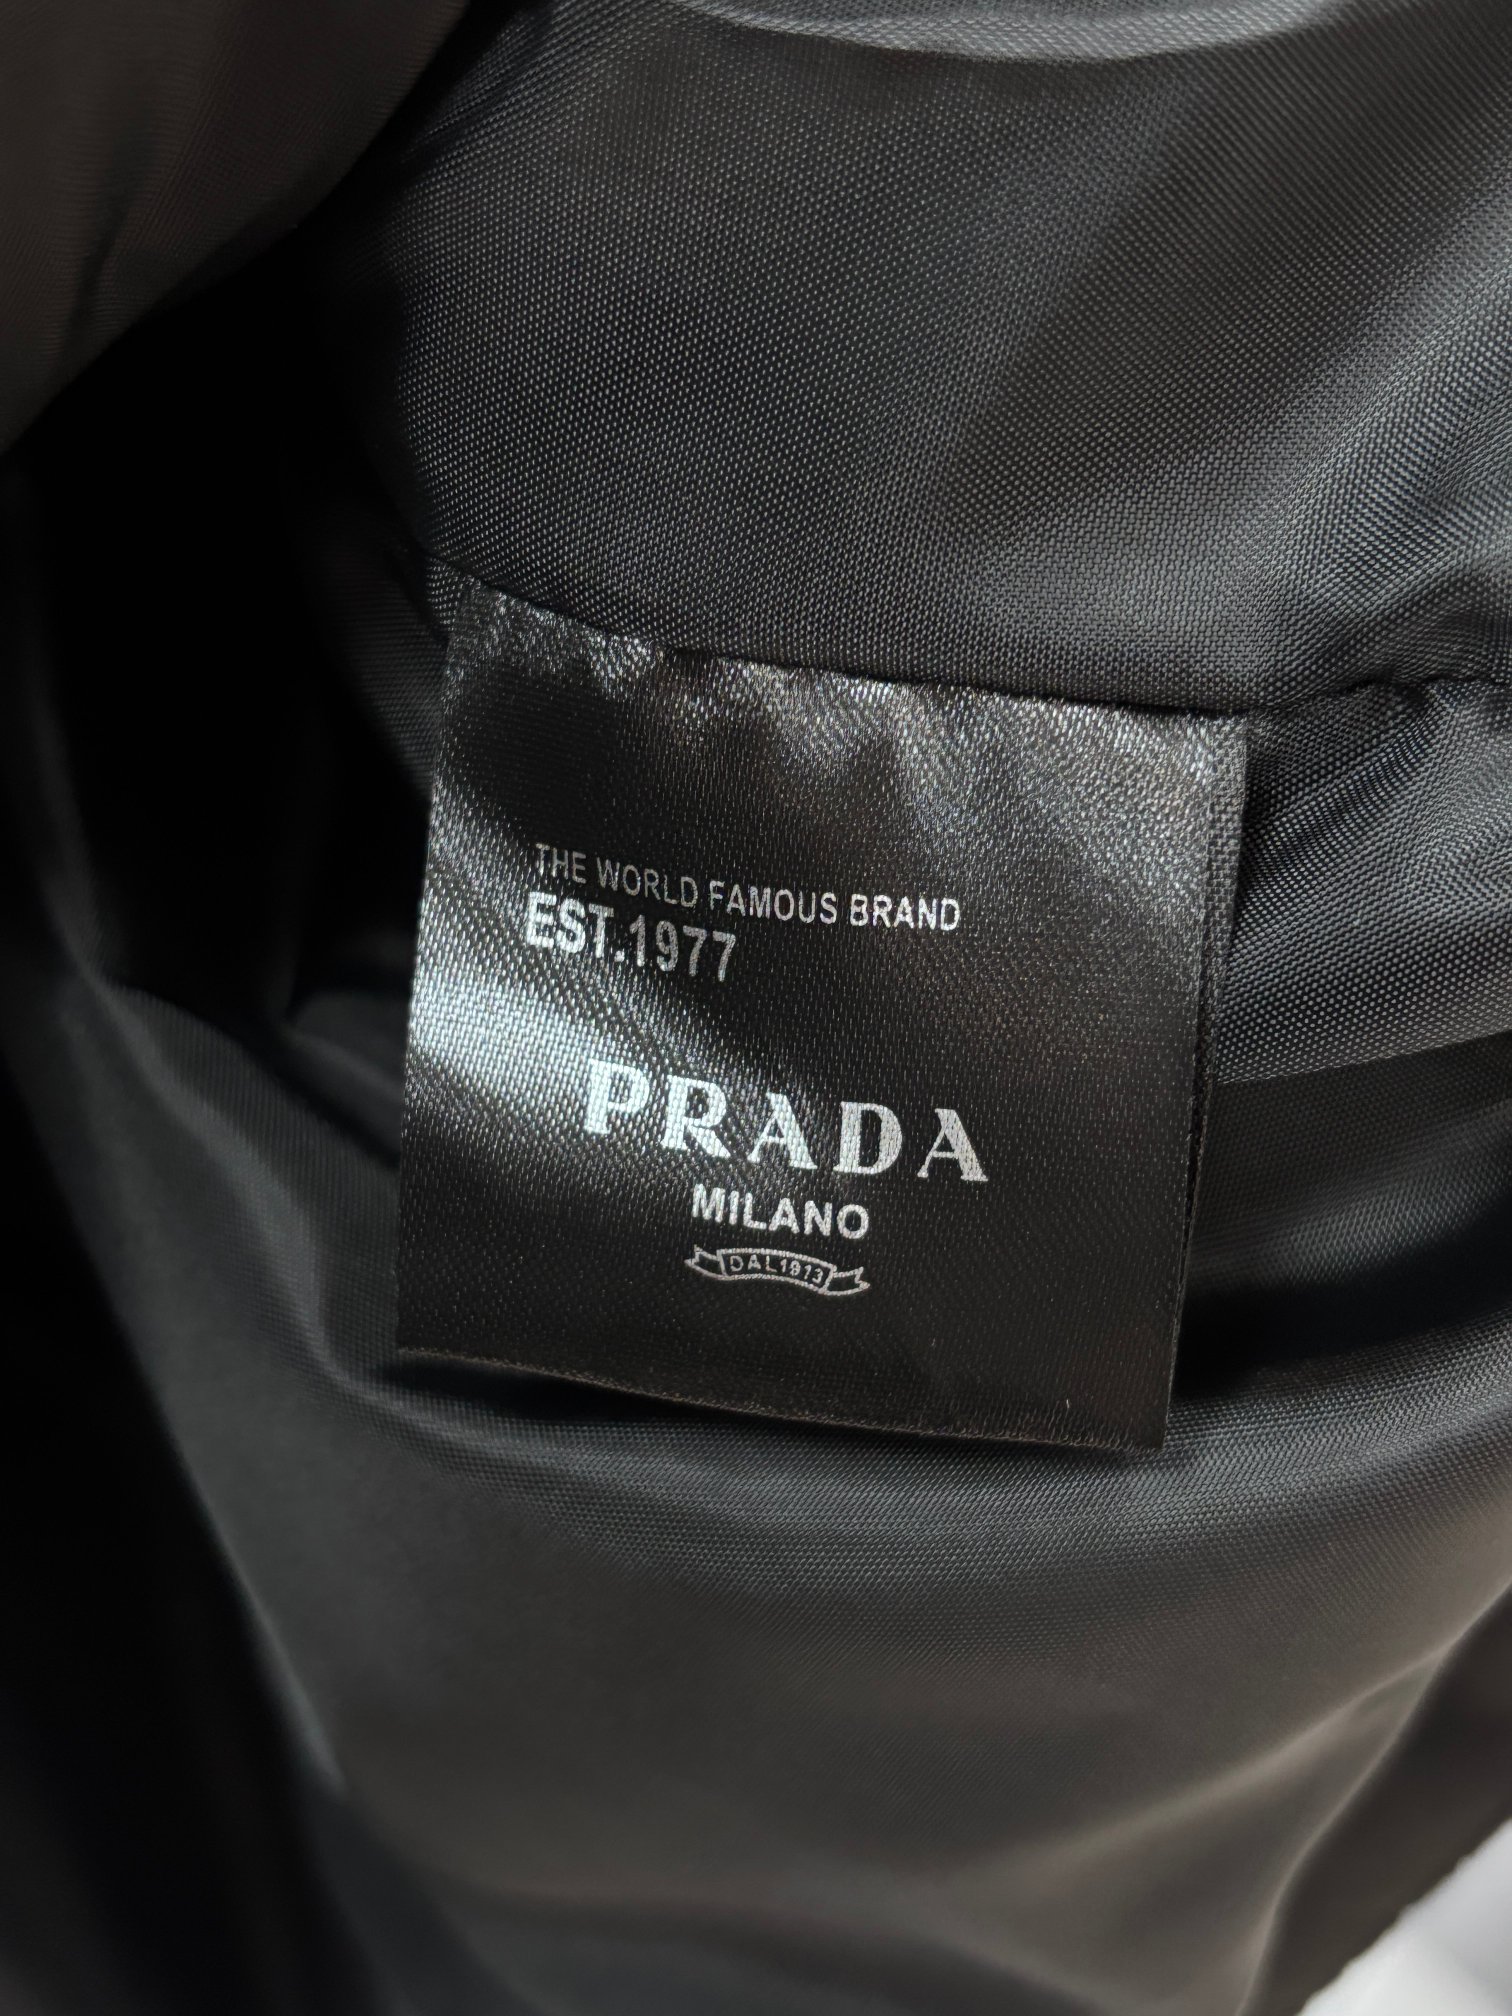 THE WORLD FAMOUS BRAND
EST.1977
PRADA
MILANO
DAL1913